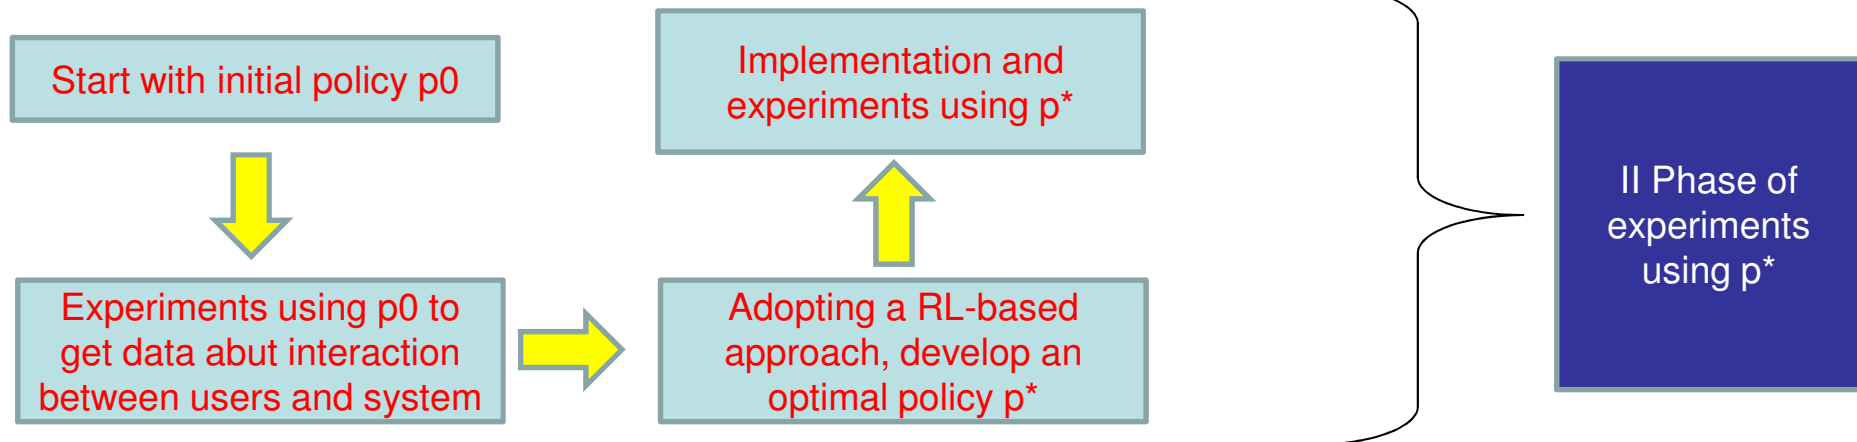 Start with initial policy p0
Experiments using p0 to
get data abut interaction
between users and system
Adopting a RL-based
approach, develop an
optimal policy p*
Implementation and
experiments using p*
II Phase of
experiments
using p*